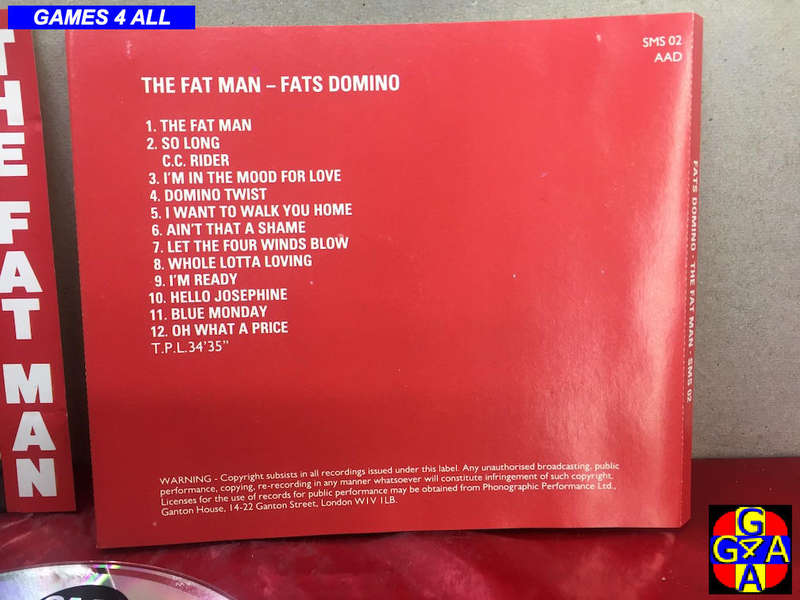 GAMES 4 ALL
THE FAT MAN
SMS 02
AAD
THE FAT MAN – FATS DOMINO
1. THE FAT MAN
2. SO LONG
C.C. RIDER
3. I'M IN THE MOOD FOR LOVE
4. DOMINO TWIST
5. I WANT TO WALK YOU HOME
6. AIN'T THAT A SHAME
7. LET THE FOUR WINDS BLOW
8. WHOLE LOTTA LOVING
9. I'M READY
10. HELLO JOSEPHINE
11. BLUE MONDAY
12. OH WHAT A PRICE
T.P.L.34'35"
WARNING - Copyright subsists in all recordings issued under this label. Any unauthorised broadcasting, public
performance, copying, re-recording in any manner whatsoever will constitute infringement of such copyright.
Licenses for the use of records for public performance may be obtained from Phonographic Performance Ltd.,
Ganton House, 14-22 Ganton Street, London W1V 1LB.
FATS DOMINO - THE FAT MAN - SMS 02
G
G4A
A